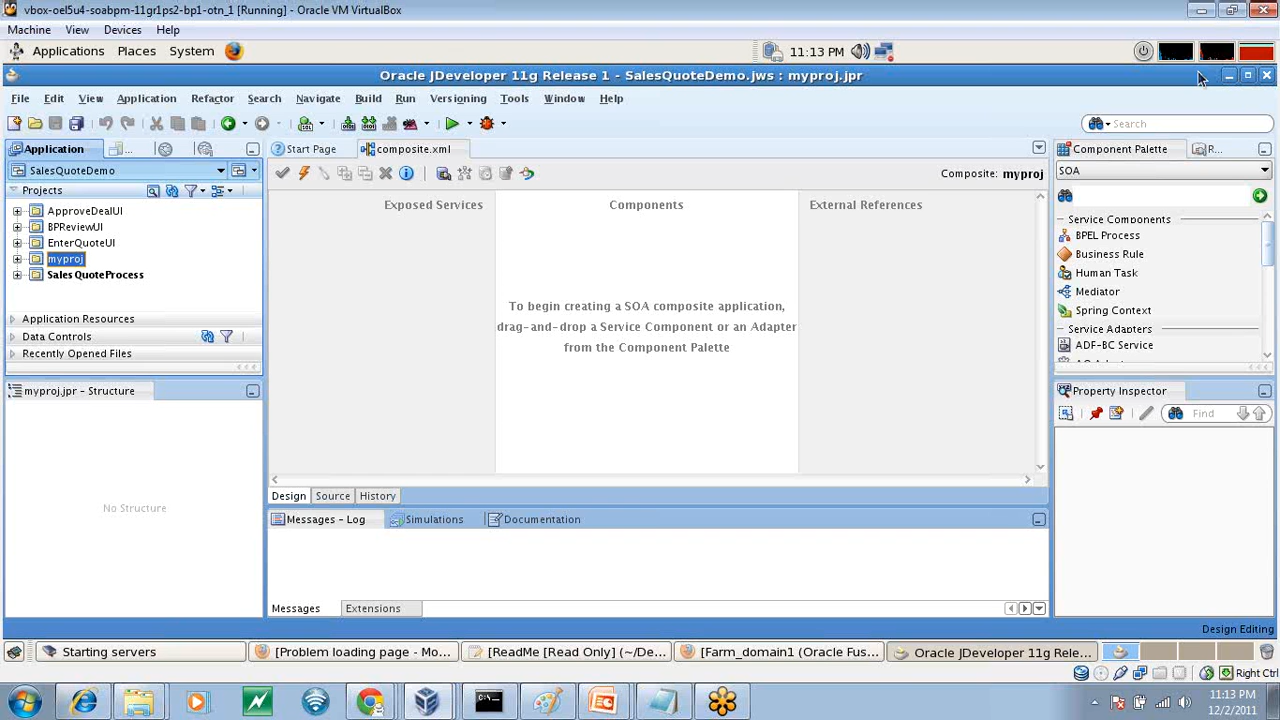 vbox-oel5u4-soabpm-11gr1ps2-bp1-otn_1 [Running] - Oracle VM VirtualBox
Machine View Devices Help
Applications Places System 11:13 PM
Oracle JDeveloper 11g Release 1 - SalesQuoteDemo.jws : myproj.jpr
File Edit View Application Refactor Search Navigate Build Run Versioning Tools Window Help
Search
Application
Start Page
composite.xml
Component Palette
R...
SalesQuoteDemo
Composite: myproj
SOA
Projects
ApproveDealUI
BPReviewUI
EnterQuoteUI
myproj
SalesQuoteProcess
Application Resources
Data Controls
Recently Opened Files
Exposed Services
Components
External References
To begin creating a SOA composite application,
drag-and-drop a Service Component or an Adapter
from the Component Palette
Service Components
BPEL Process
Business Rule
Human Task
Mediator
Spring Context
Service Adapters
ADF-BC Service
myproj.jpr - Structure
No Structure
Property Inspector
Find
Design Source History
Messages - Log
Simulations
Documentation
Messages
Extensions
Design Editing
Starting servers
[Problem loading page - Mo...
[ReadMe [Read Only] (~/De...
[Farm_domain1 (Oracle Fus...
Oracle JDeveloper 11g Rele...
Right Ctrl
11:13 PM
12/2/2011